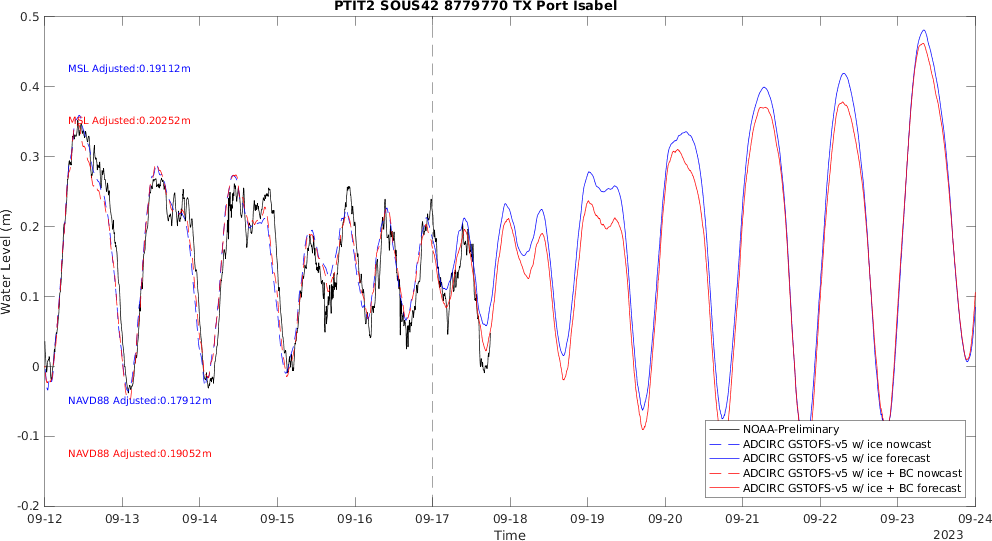 PTIT2 SOUS42 8779770 TX Port Isabel
0.5
0.4
0.3
0.2
0.1
0
-0.1
-0.2
Water Level (m)
MSL Adjusted:0.19112m
MSL Adjusted:0.20252m
NAVD88 Adjusted:0.17912m
NAVD88 Adjusted:0.19052m
NOAA-Preliminary
ADCIRC GSTOFS-v5 w/ ice nowcast
ADCIRC GSTOFS-v5 w/ ice forecast
ADCIRC GSTOFS-v5 w/ ice + BC nowcast
ADCIRC GSTOFS-v5 w/ ice + BC forecast
09-12 09-13 09-14 09-15 09-16 09-17 09-18 09-19 09-20 09-21 09-22 09-23 09-24
Time
2023